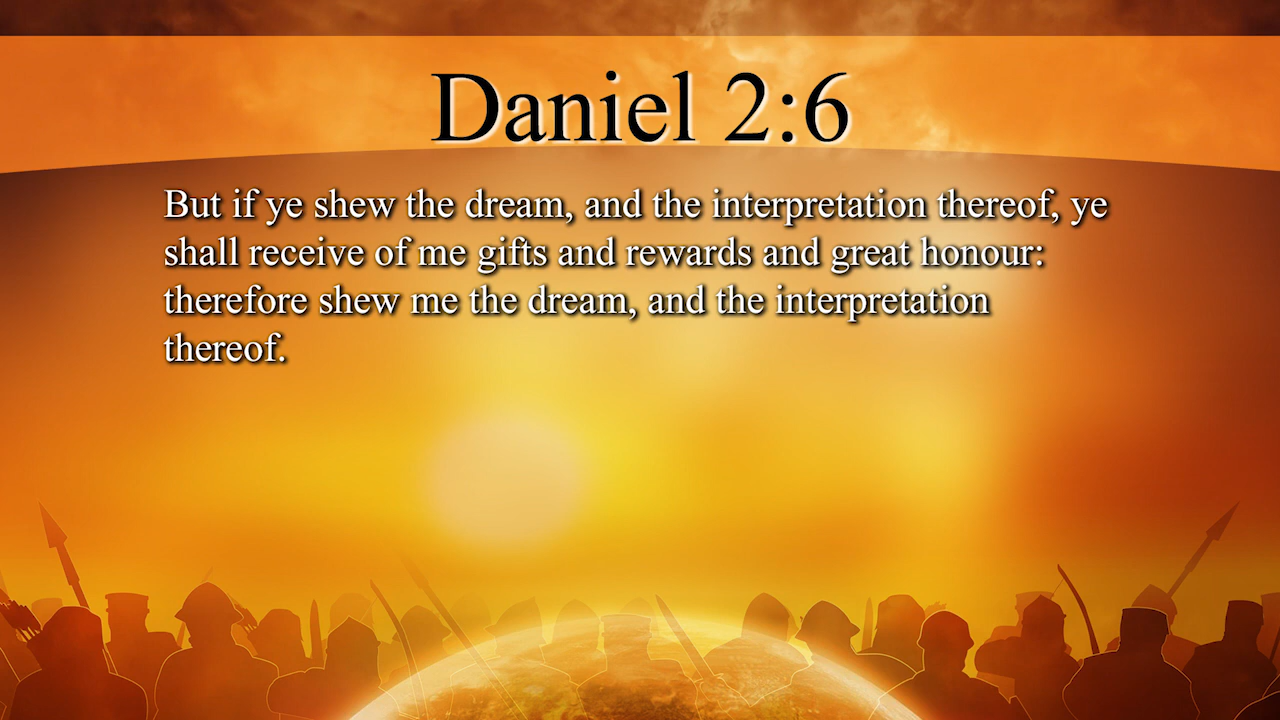 Daniel 2:6
But if ye shew the dream, and the interpretation thereof, ye
shall receive of me gifts and rewards and great honour:
therefore shew me the dream, and the interpretation
thereof.